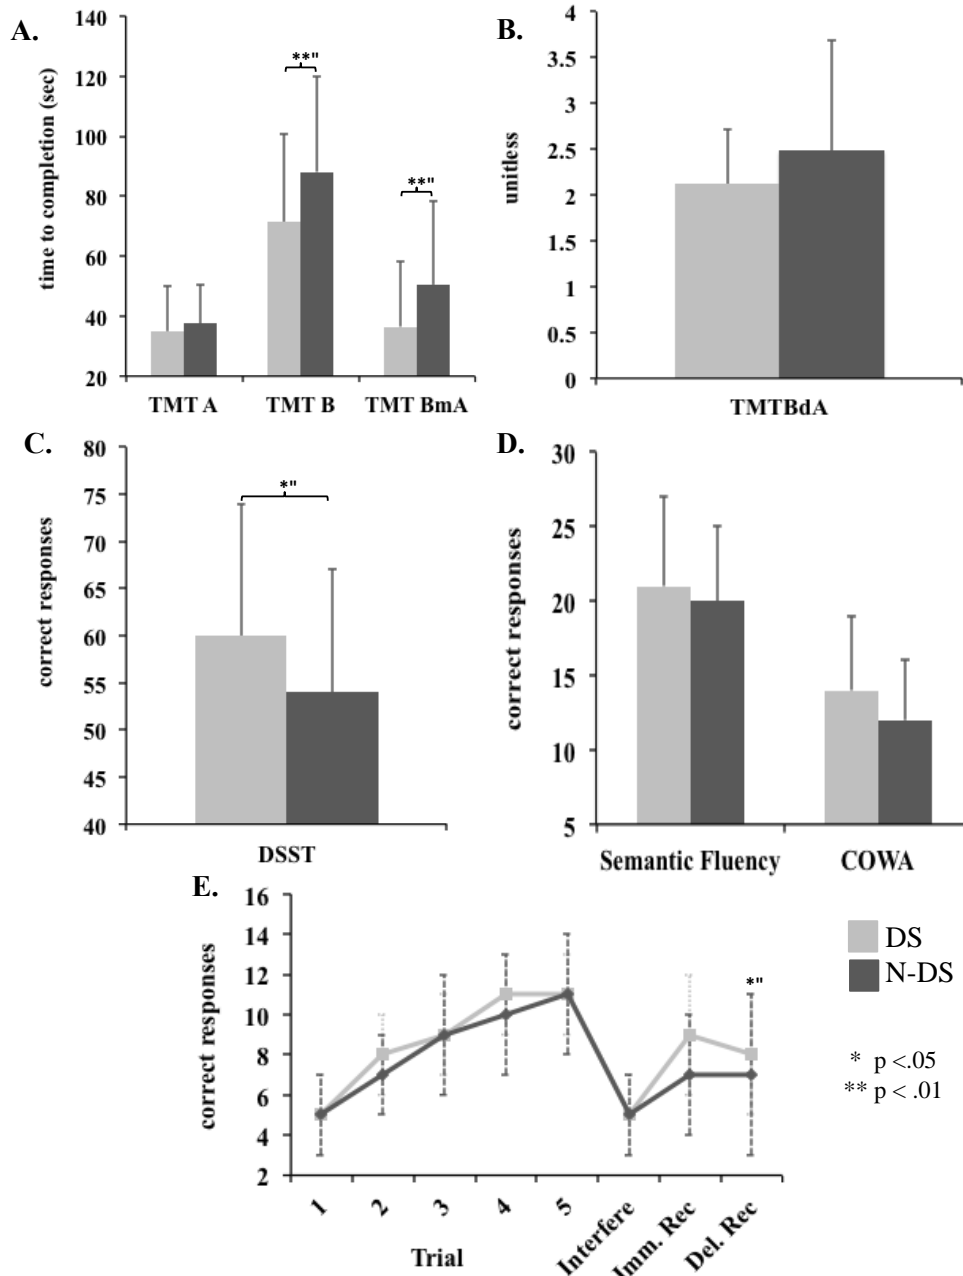 A.
time to completion (sec)
140
120
100
80
60
40
20
**"
**"
TMT A
TMT B
TMT BmA
B.
unitless
4
3.5
3
2.5
2
1.5
1
0.5
0
TMTBdA
C.
correct responses
80
75
70
65
60
55
50
45
40
*"
DSST
D.
correct responses
30
25
20
15
10
5
Semantic Fluency
COWA
E.
correct responses
16
14
12
10
8
6
4
2
*"
1
2
3
4
5
Interfere
Imm. Rec
Del. Rec
Trial
DS
N-DS
* p <.05
** p < .01